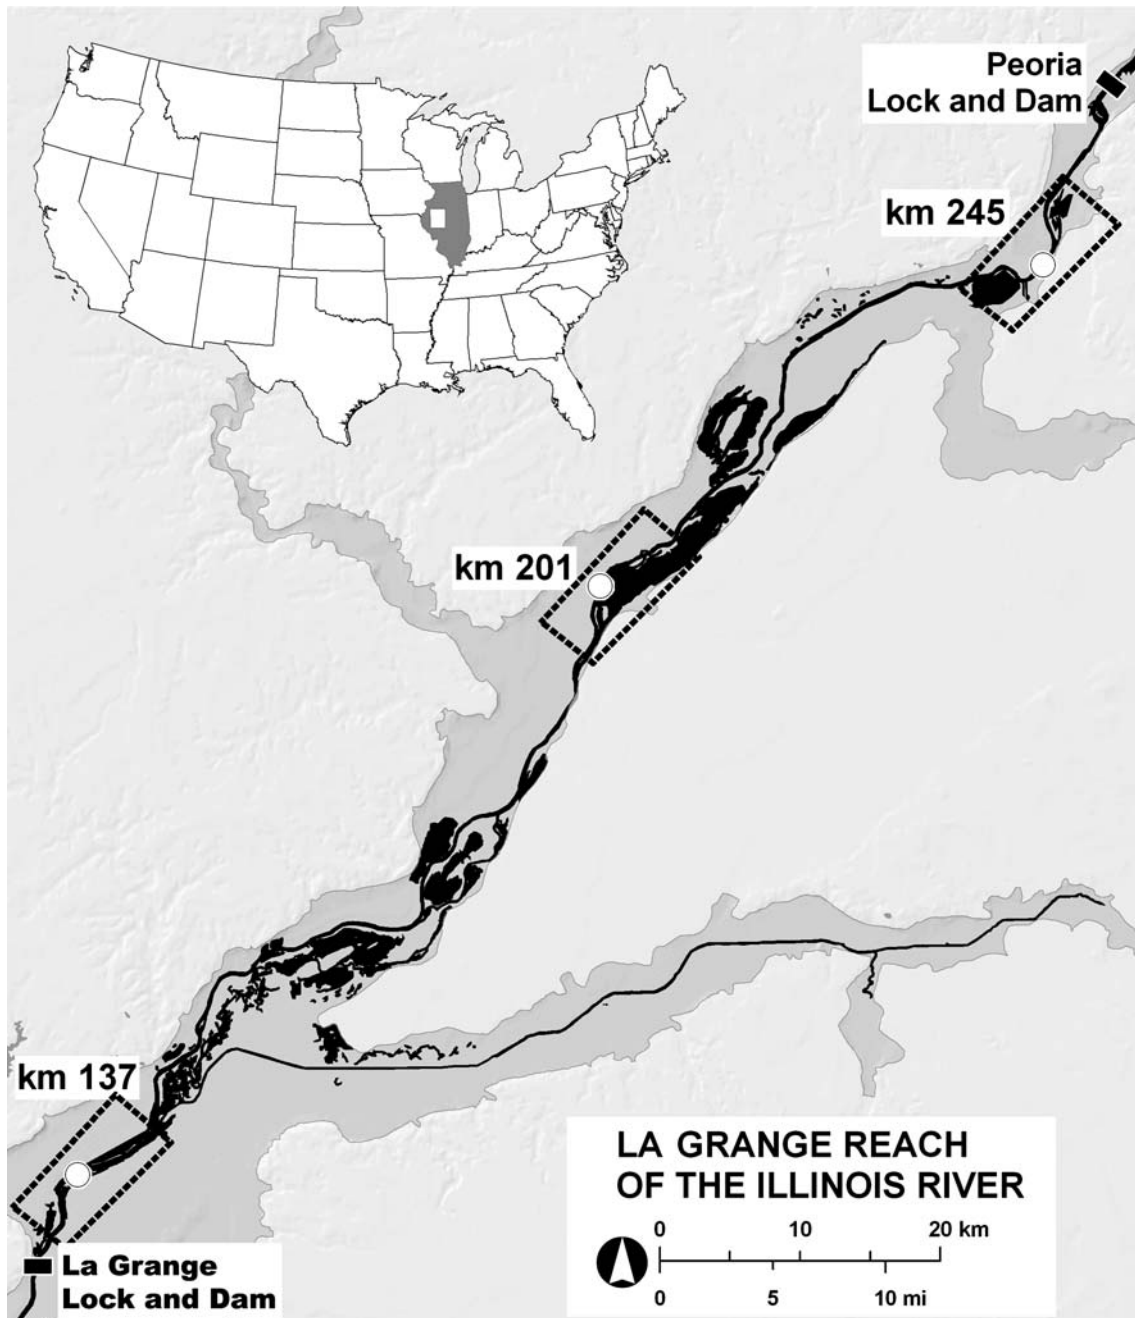 Peoria
Lock and Dam
km 245
km 201
km 137
LA GRANGE REACH
OF THE ILLINOIS RIVER
0 10 20 km
0 5 10 mi
La Grange
Lock and Dam